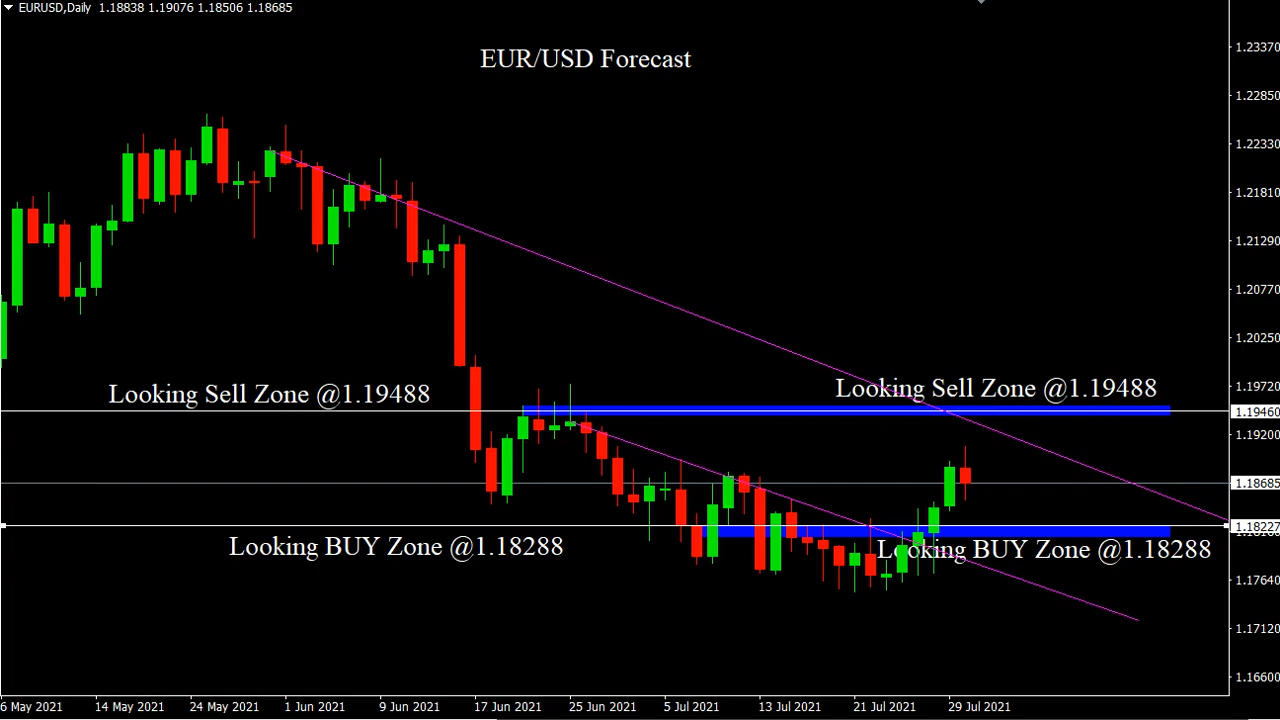 EURUSD,Daily 1.18838 1.19076 1.18506 1.18685
EUR/USD Forecast
1.23370
1.22850
1.22330
1.21810
1.21290
1.20770
1.20250
1.19720
Looking Sell Zone @1.19488
Looking Sell Zone @1.19488
1.19460
1.19200
1.18685
1.18227
Looking BUY Zone @1.18288
Looking BUY Zone @1.18288
1.17640
1.17120
1.16600
6 May 2021 14 May 2021 24 May 2021 1 Jun 2021 9 Jun 2021 17 Jun 2021 25 Jun 2021 5 Jul 2021 13 Jul 2021 21 Jul 2021 29 Jul 2021